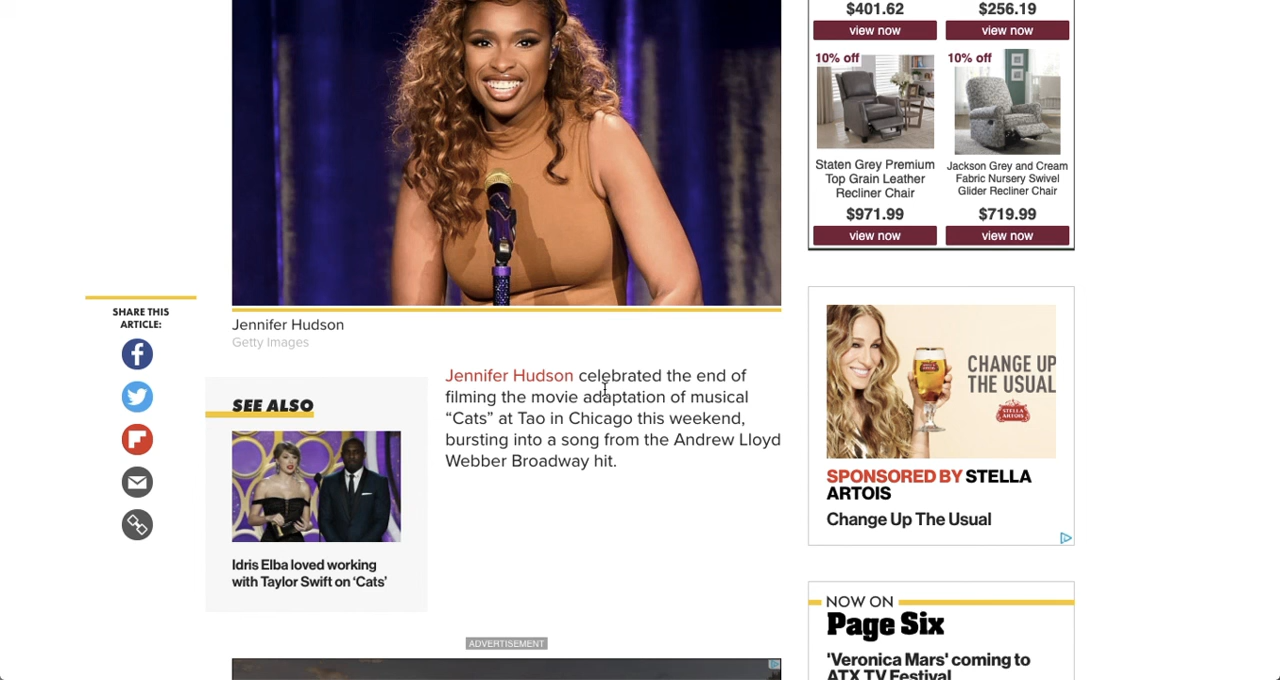 $401.62
$256.19
view now
view now
10% off
10% off
Staten Grey Premium
Top Grain Leather
Recliner Chair
Jackson Grey and Cream
Fabric Nursery Swivel
Glider Recliner Chair
$971.99
$719.99
view now
view now
SHARE THIS
ARTICLE:
Jennifer Hudson
Getty Images
SEE ALSO
Idris Elba loved working
with Taylor Swift on ‘Cats’
Jennifer Hudson celebrated the end of
filming the movie adaptation of musical
“Cats” at Tao in Chicago this weekend,
bursting into a song from the Andrew Lloyd
Webber Broadway hit.
CHANGE UP
THE USUAL
STELLA
ARTOIS
SPONSORED BY STELLA
ARTOIS
Change Up The Usual
ADVERTISEMENT
NOW ON
Page Six
'Veronica Mars' coming to
ATX TV Festival